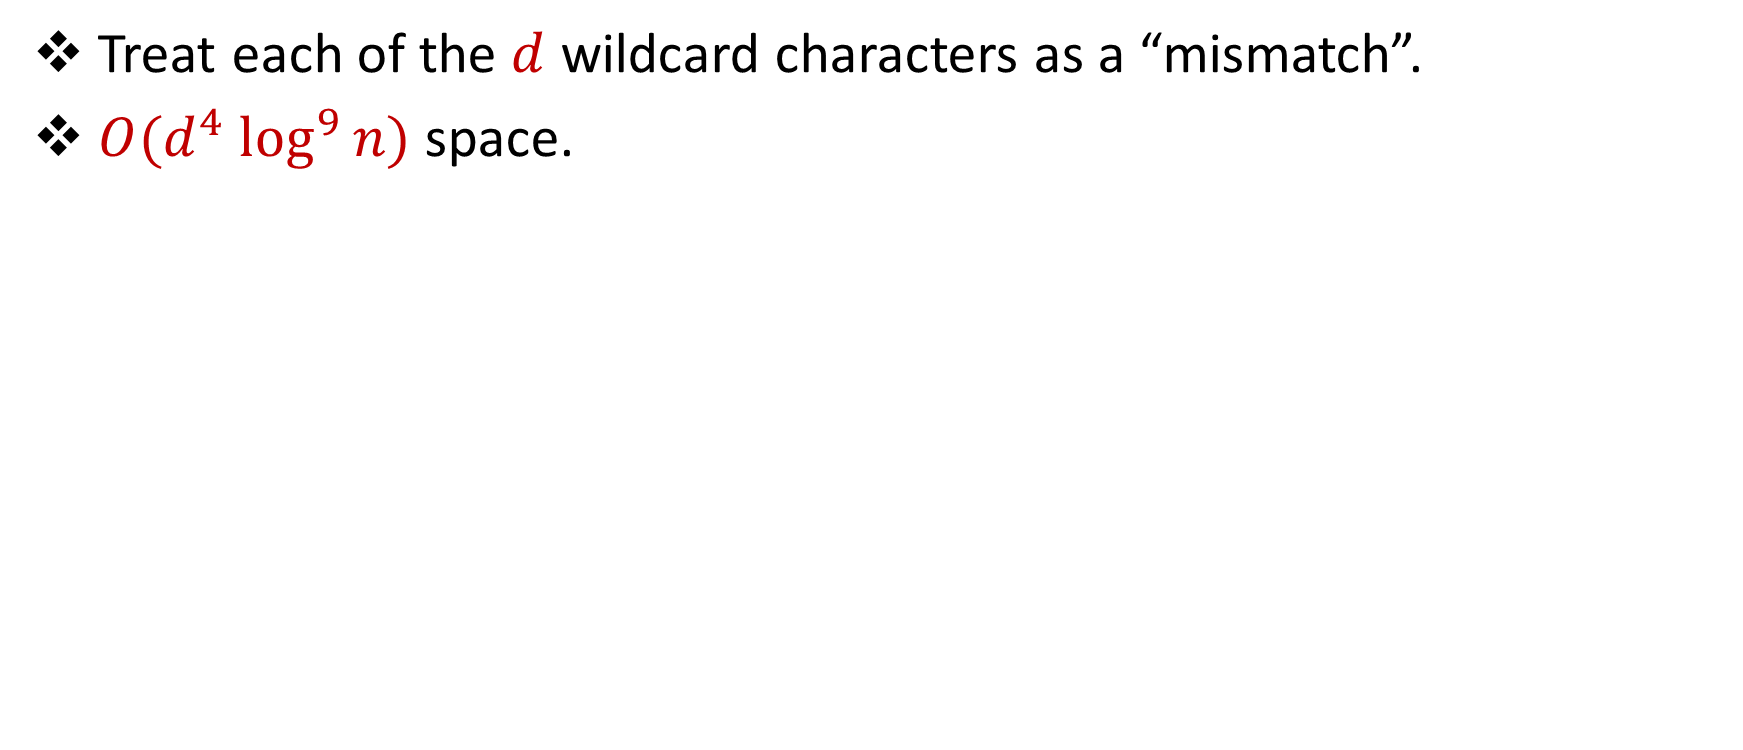 ❖ Treat each of the d wildcard characters as a “mismatch”.
❖ O(d⁴ log⁹ n) space.